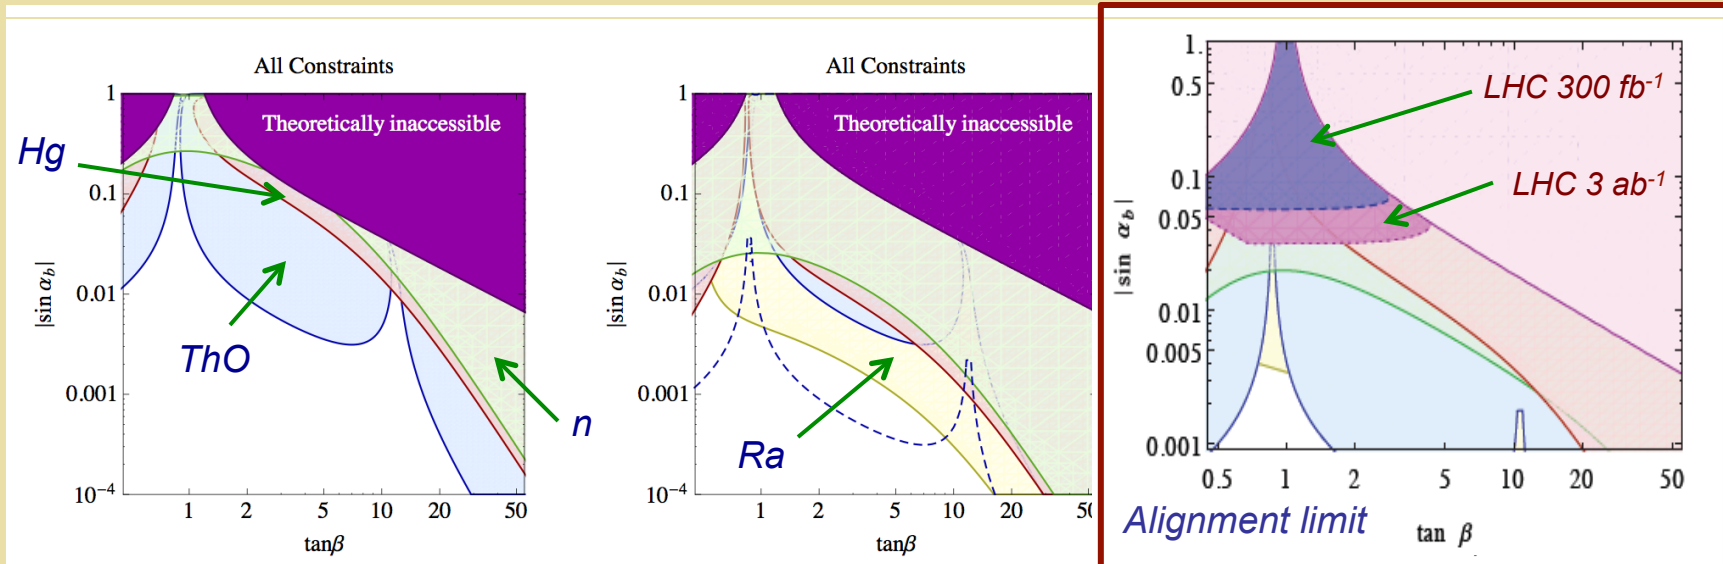 All Constraints
Theoretically inaccessible
Hg
ThO
n
1
0.1
0.01
0.001
10⁻⁴
|sin α_b|
1 2 5 10 20 50
tanβ
All Constraints
Theoretically inaccessible
Ra
1
0.1
0.01
0.001
10⁻⁴
|sin α_b|
1 2 5 10 20
tanβ
LHC 300 fb⁻¹
LHC 3 ab⁻¹
1.
0.5
0.1
0.05
0.01
0.005
0.001
|sin α_b|
0.5 1 2 5 10 20 50
Alignment limit
tan β